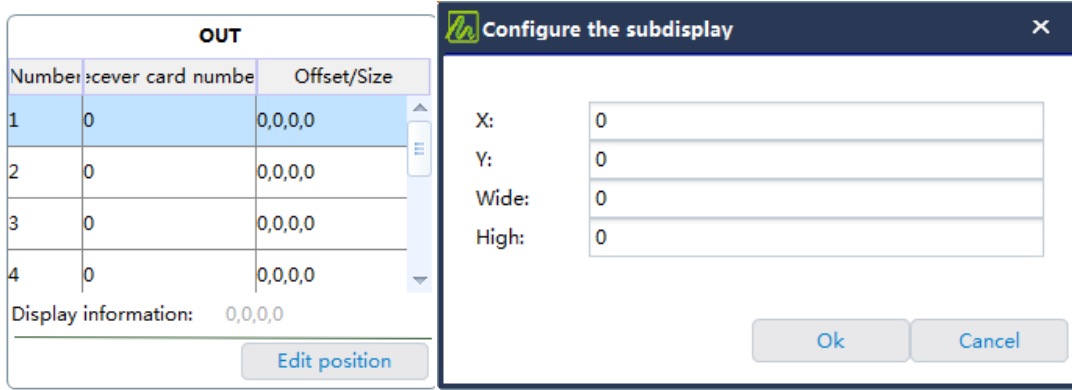 OUT
Number ecever card numbe Offset/Size
1 0 0,0,0,0
2 0 0,0,0,0
3 0 0,0,0,0
4 0 0,0,0,0
Display information: 0,0,0,0
Edit position
Configure the subdisplay
X: 0
Y: 0
Wide: 0
High: 0
Ok Cancel